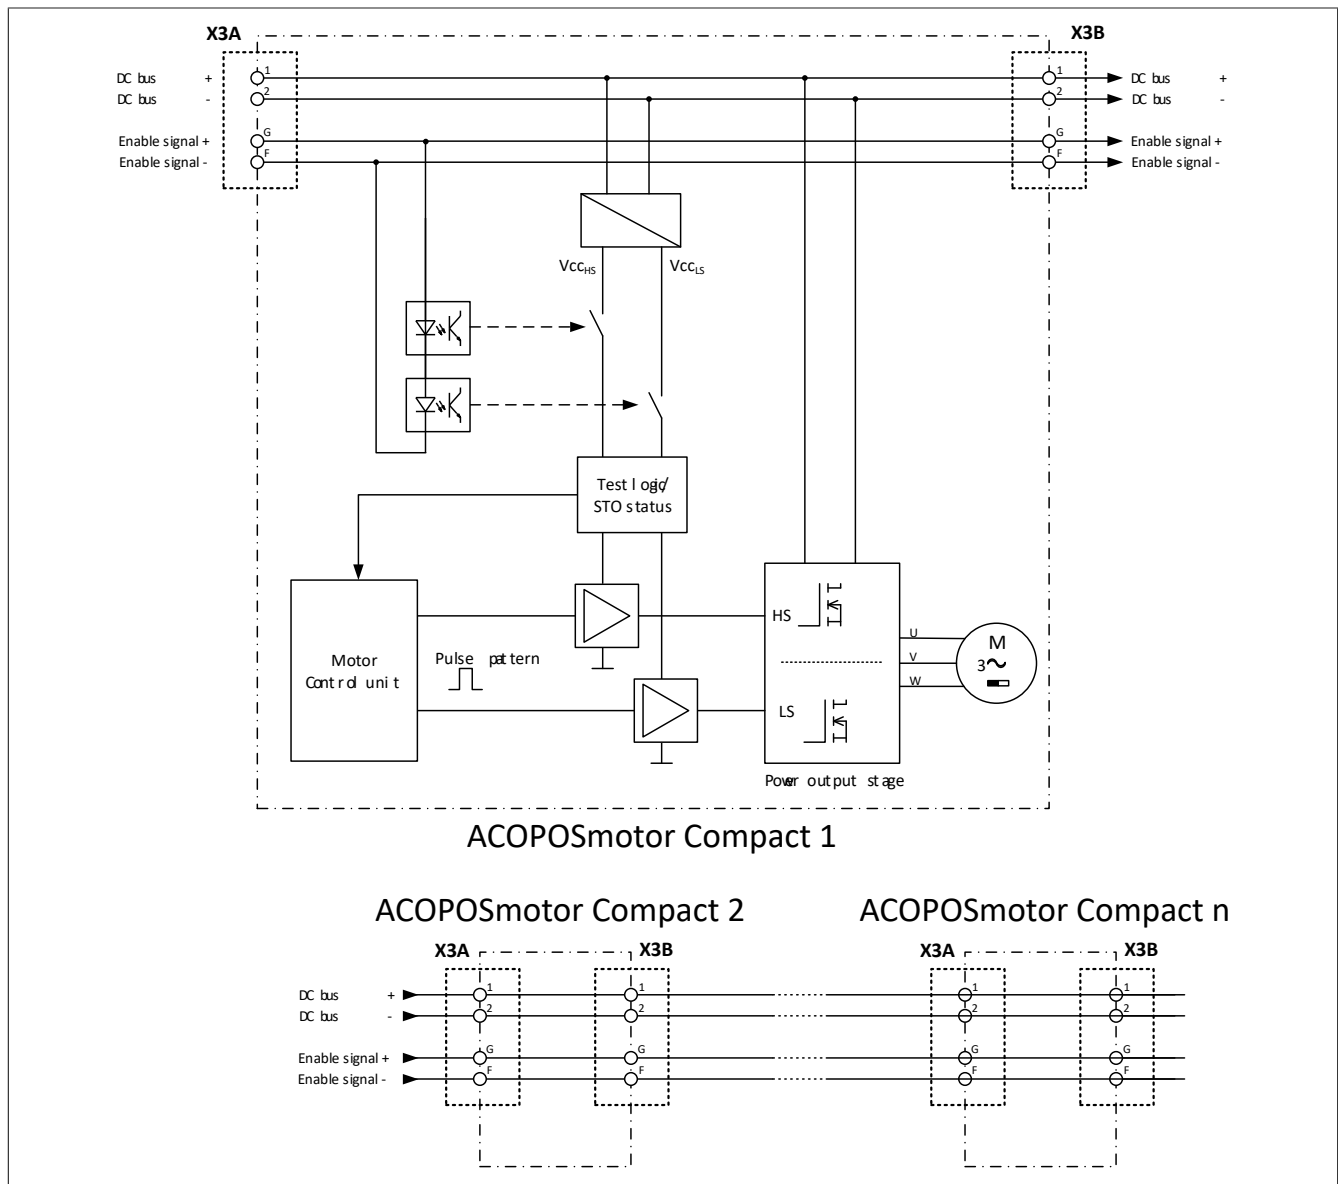 X3A
X3B
DC bus +
1
1
DC bus +
DC bus -
2
2
DC bus -
Enable signal +
G
G
Enable signal +
Enable signal -
F
F
Enable signal -
VccHS
VccLS
Test logic/
STO status
Motor
Control unit
Pulse pattern
HS
LS
U
V
W
M
3~
Power output stage
ACOPOSmotor Compact 1
ACOPOSmotor Compact 2
ACOPOSmotor Compact n
X3A
X3B
X3A
X3B
DC bus +
1
1
1
1
DC bus -
2
2
2
2
Enable signal +
G
G
G
G
Enable signal -
F
F
F
F